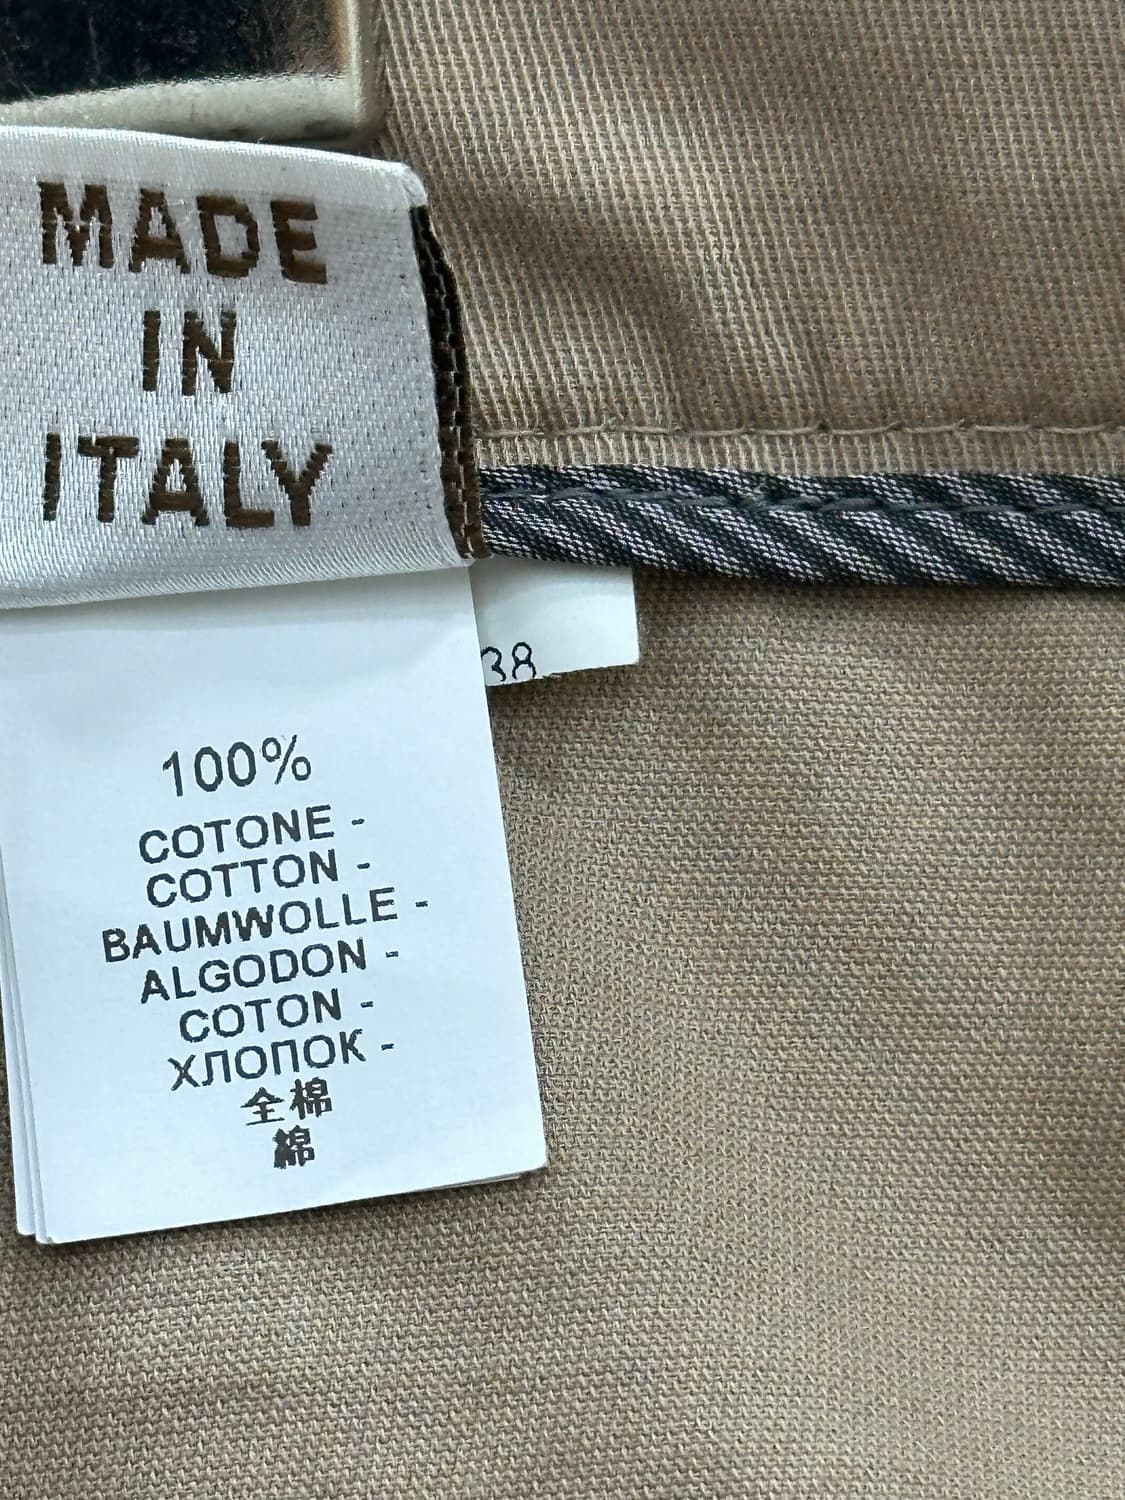 MADE
IN
ITALY
38
100%
COTONE -
COTTON -
BAUMWOLLE -
ALGODON -
COTON -
ХЛОПОК -
全棉
綿